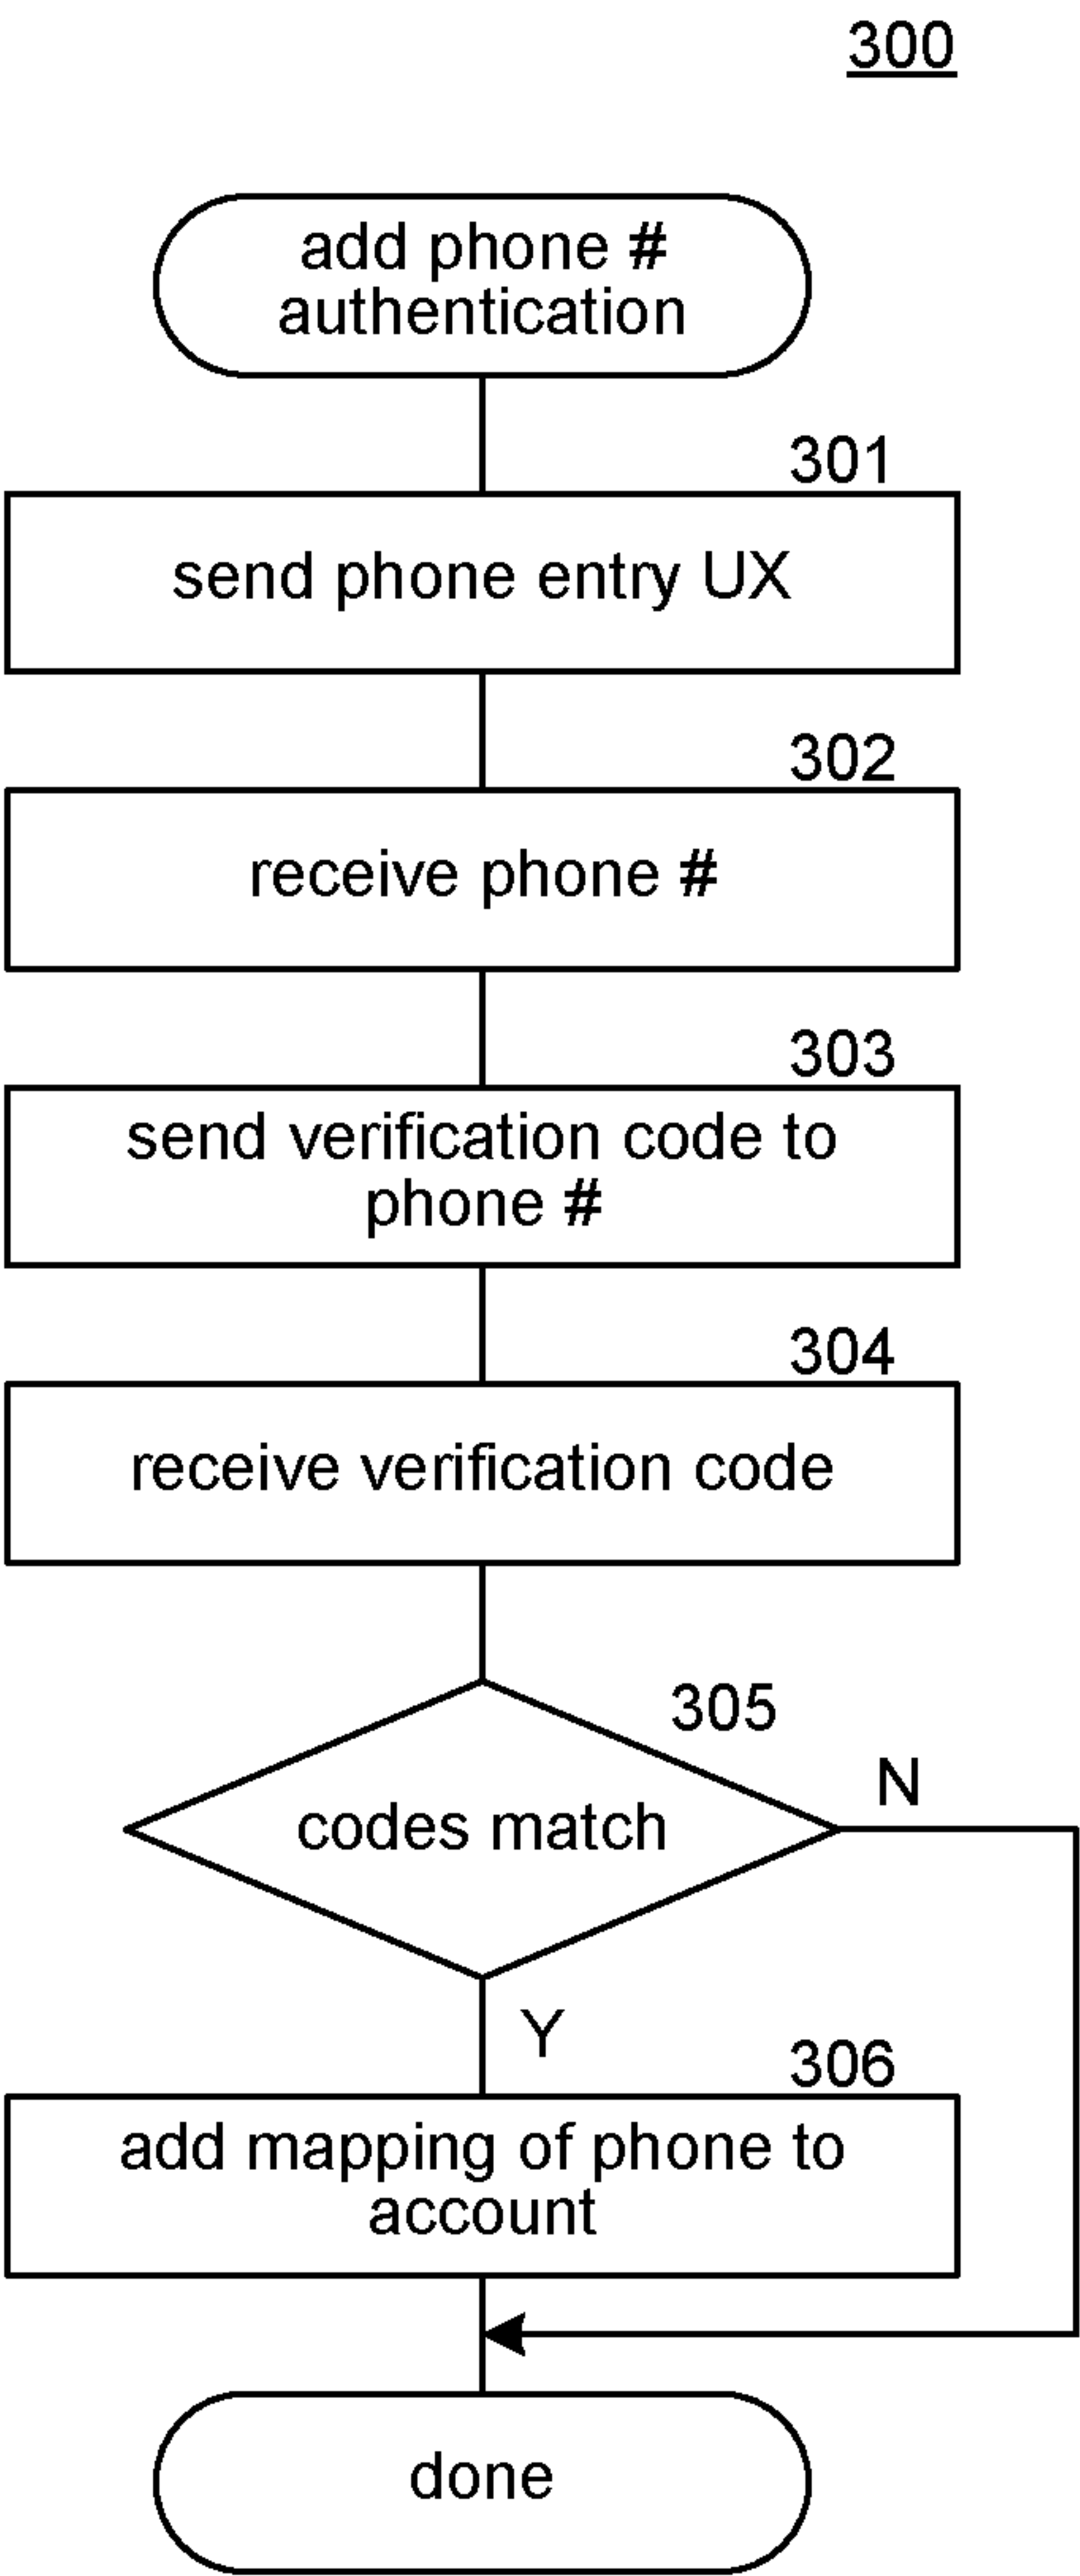 300
add phone #
authentication
301
send phone entry UX
302
receive phone #
303
send verification code to
phone #
304
receive verification code
305
codes match
N
Y
306
add mapping of phone to
account
done